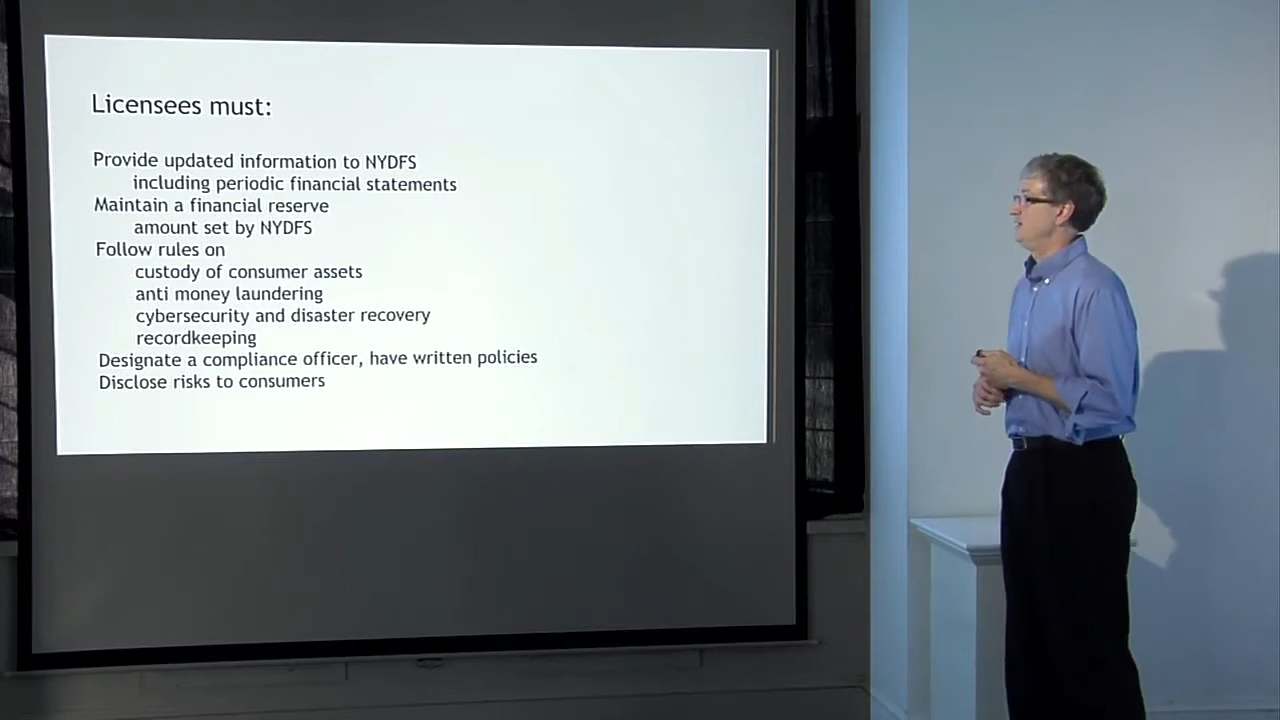 Licensees must:
Provide updated information to NYDFS
including periodic financial statements
Maintain a financial reserve
amount set by NYDFS
Follow rules on
custody of consumer assets
anti money laundering
cybersecurity and disaster recovery
recordkeeping
Designate a compliance officer, have written policies
Disclose risks to consumers